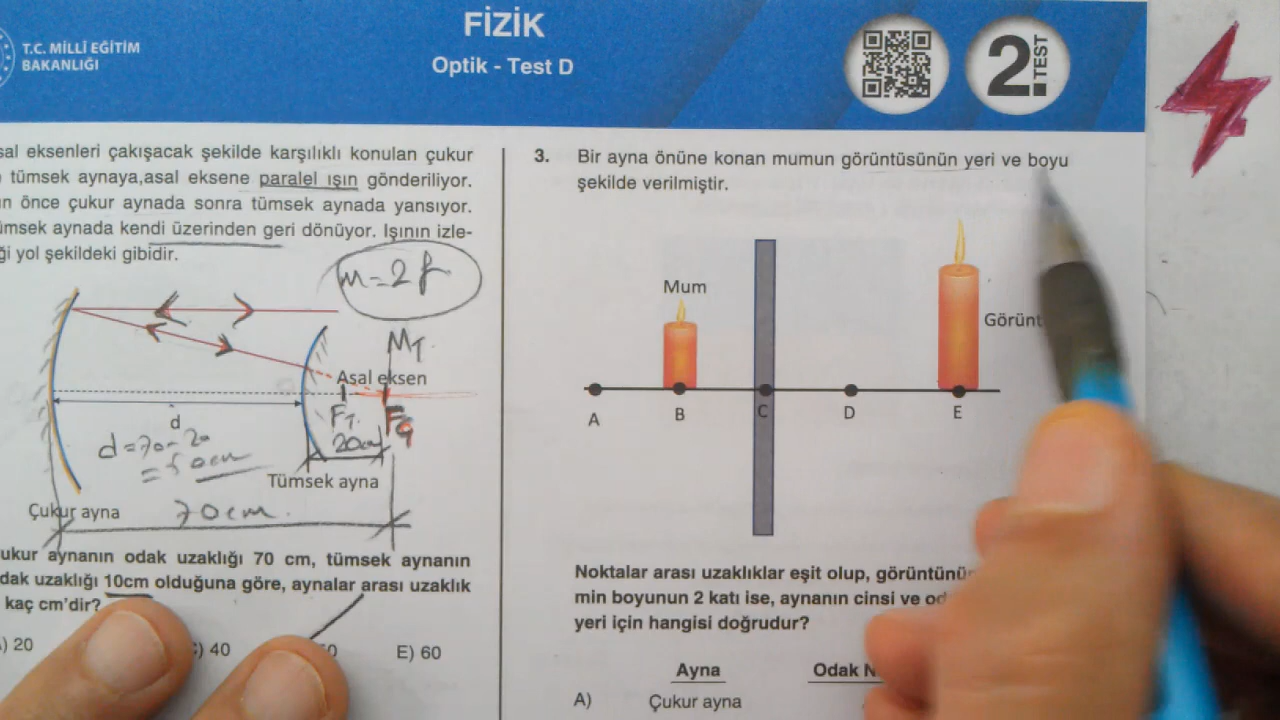 T.C. MİLLÎ EĞİTİM
BAKANLIĞI
FİZİK
Optik - Test D
2.
TEST
sal eksenleri çakışacak şekilde karşılıklı konulan çukur
tümsek aynaya,asal eksene paralel ışın gönderiliyor.
ın önce çukur aynada sonra tümsek aynada yansıyor.
ümsek aynada kendi üzerinden geri dönüyor. Işının izle-
ği yol şekildeki gibidir.
m=2f
M_T
Asal eksen
F_T
F_Ç
20cm
d
d=70-20
=50cm
Tümsek ayna
Çukur ayna
70cm.
ukur aynanın odak uzaklığı 70 cm, tümsek aynanın
dak uzaklığı 10cm olduğuna göre, aynalar arası uzaklık
kaç cm'dir?
) 20
) 40
E) 60
3. Bir ayna önüne konan mumun görüntüsünün yeri ve boyu
şekilde verilmiştir.
Mum
Görünt
A
B
C
D
E
Noktalar arası uzaklıklar eşit olup, görüntünü
min boyunun 2 katı ise, aynanın cinsi ve od
yeri için hangisi doğrudur?
Ayna
Odak N
A) Çukur ayna